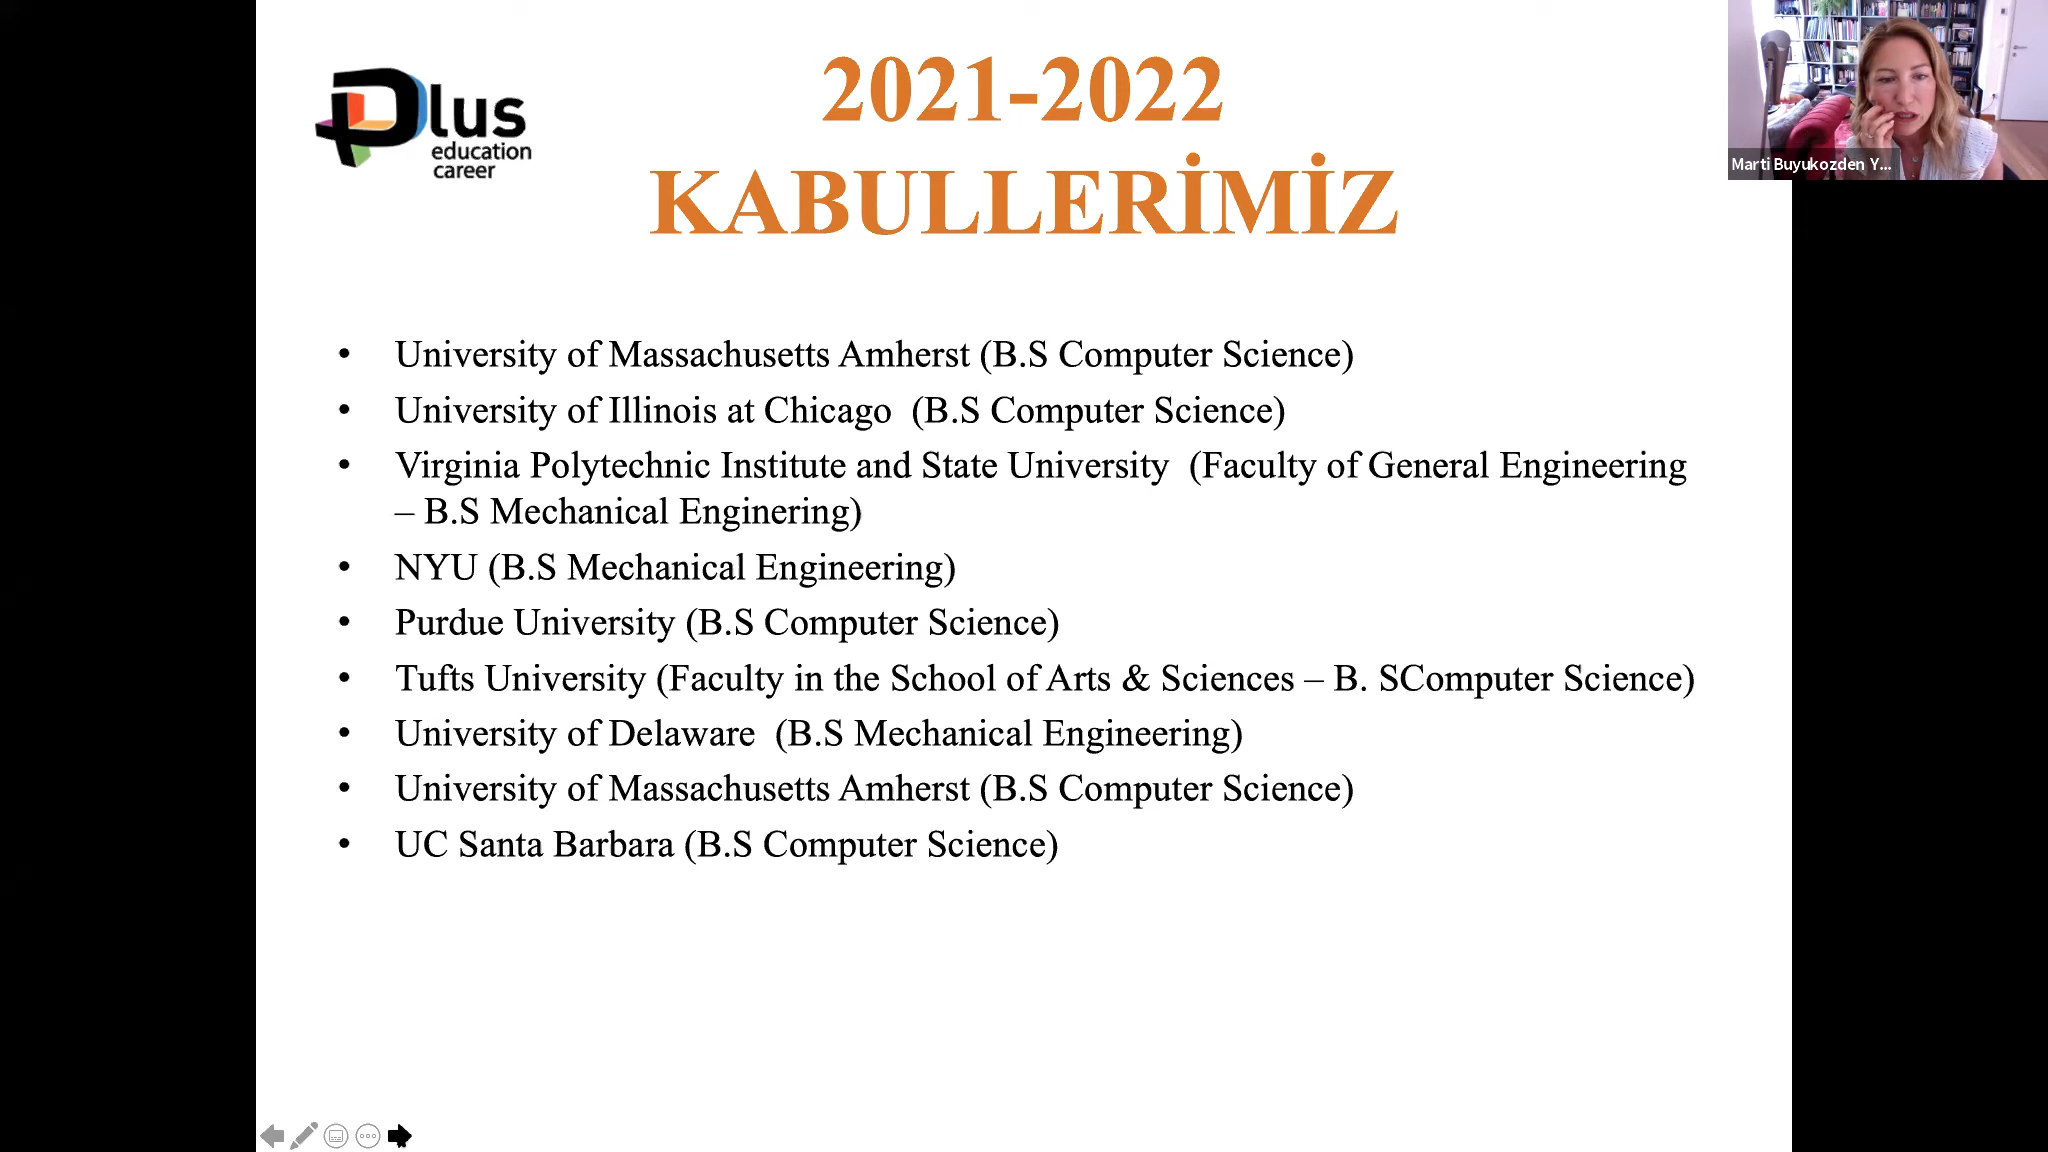 Plus
education
career
2021-2022
KABULLERİMİZ
Marti Buyukozden Y...
• University of Massachusetts Amherst (B.S Computer Science)
• University of Illinois at Chicago (B.S Computer Science)
• Virginia Polytechnic Institute and State University (Faculty of General Engineering
– B.S Mechanical Enginering)
• NYU (B.S Mechanical Engineering)
• Purdue University (B.S Computer Science)
• Tufts University (Faculty in the School of Arts & Sciences – B. SComputer Science)
• University of Delaware (B.S Mechanical Engineering)
• University of Massachusetts Amherst (B.S Computer Science)
• UC Santa Barbara (B.S Computer Science)